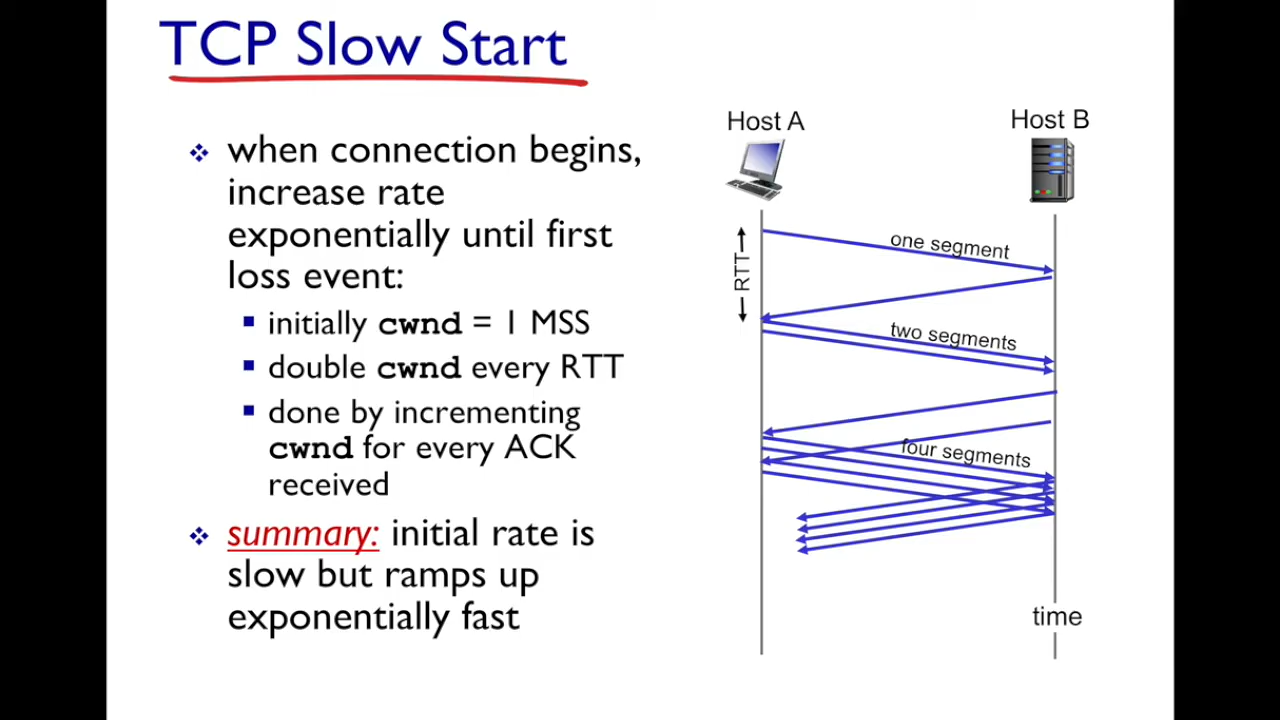 TCP Slow Start
when connection begins,
increase rate
exponentially until first
loss event:
initially cwnd = 1 MSS
double cwnd every RTT
done by incrementing
cwnd for every ACK
received
summary: initial rate is
slow but ramps up
exponentially fast
Host A
Host B
RTT
one segment
two segments
four segments
time